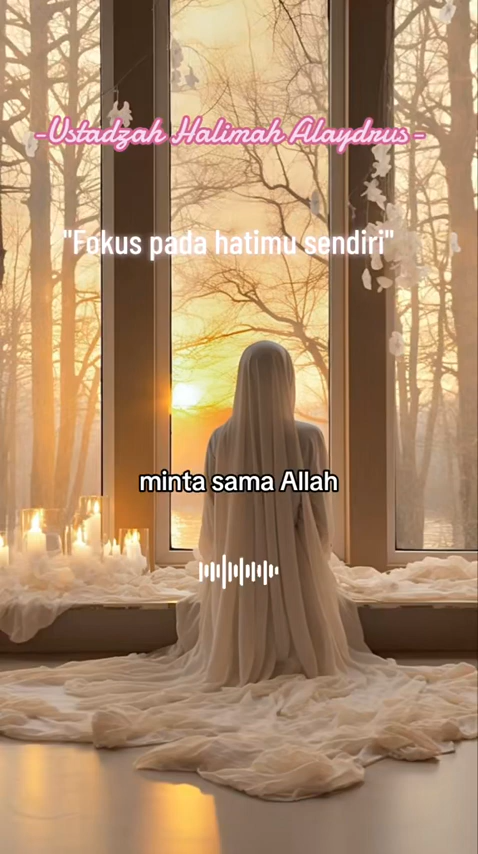 -Ustadzah Halimah Alaydrus -
"Fokus pada hatimu sendiri"
minta sama Allah